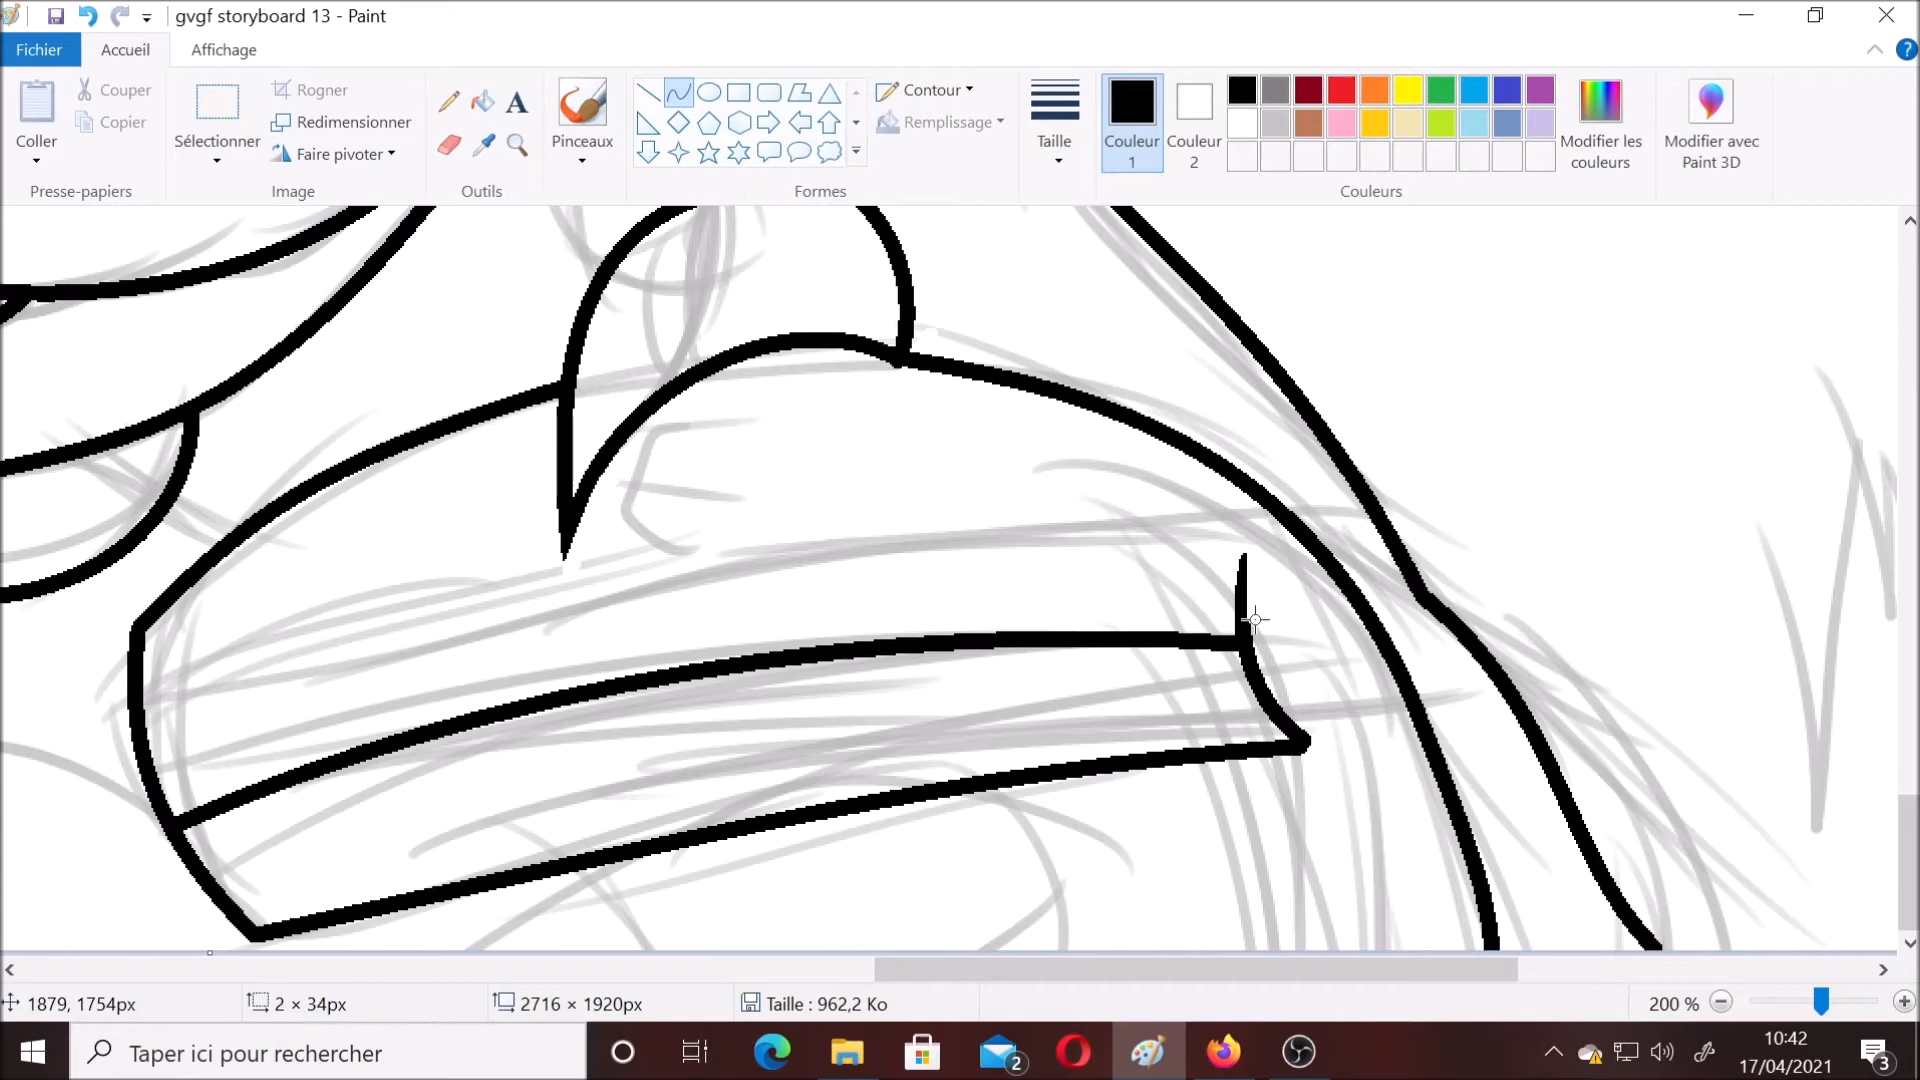 gvgf storyboard 13 - Paint
Fichier Accueil Affichage
Coller
Couper
Copier
Presse-papiers
Sélectionner
Rogner
Redimensionner
Faire pivoter
Image
A
Outils
Pinceaux
Formes
Contour
Remplissage
Taille
Couleur
1
Couleur
2
Couleurs
Modifier les
couleurs
Modifier avec
Paint 3D
?
1879, 1754px 2 × 34px 2716 × 1920px Taille : 962,2 Ko 200 %
Taper ici pour rechercher
2
10:42
17/04/2021
3